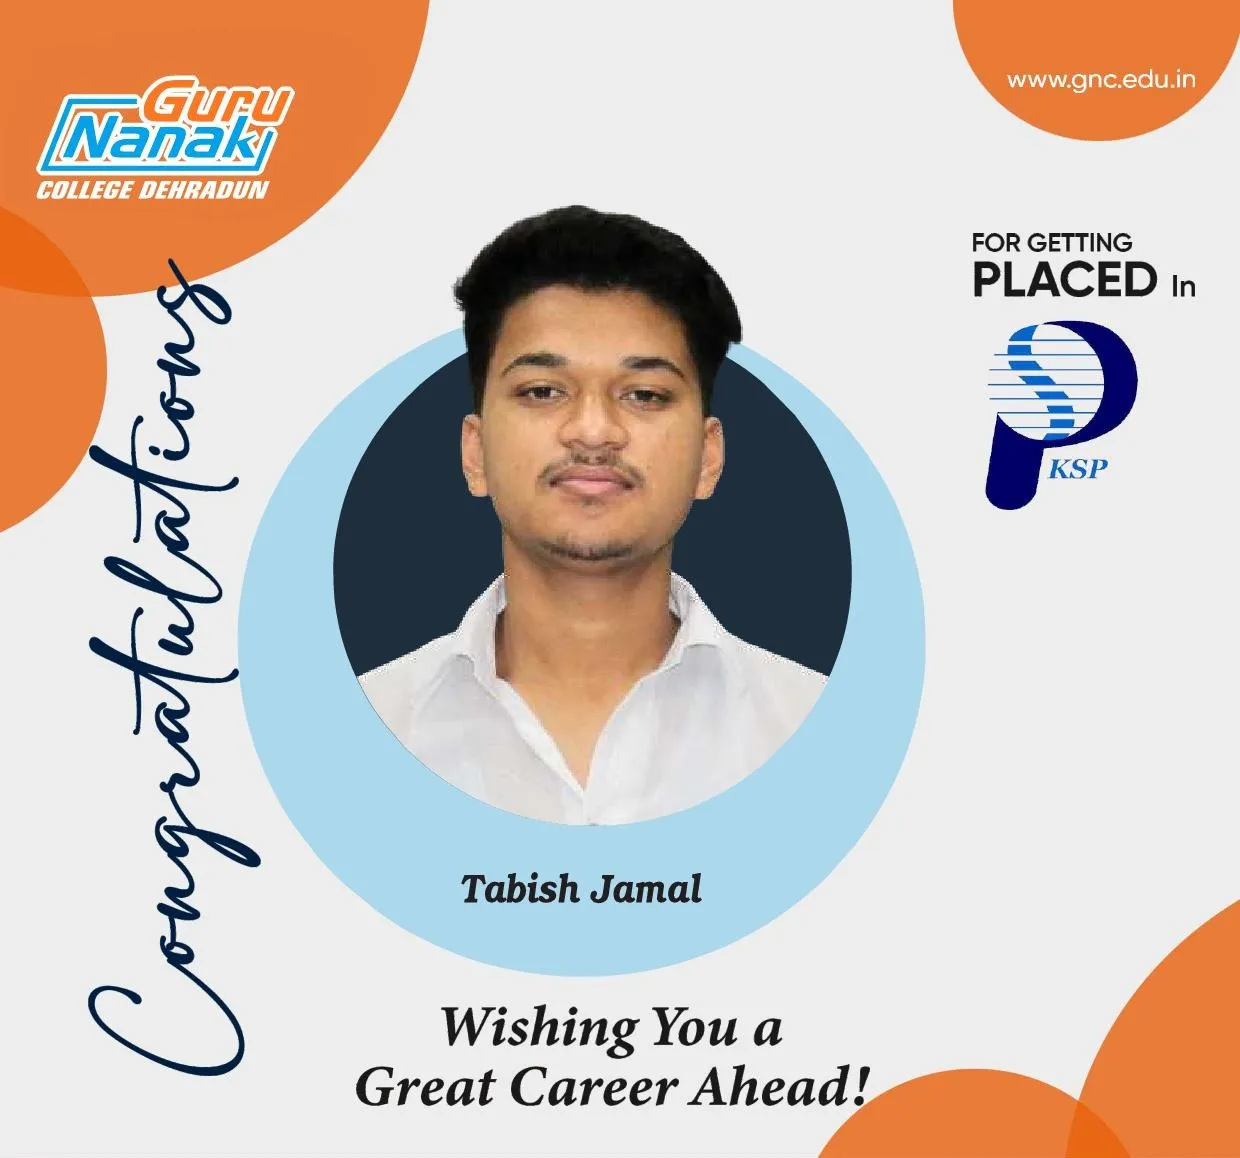 Guru
Nanak
COLLEGE DEHRADUN
www.gnc.edu.in
Congratulations
FOR GETTING
PLACED In
KSP
Tabish Jamal
Wishing You a
Great Career Ahead!